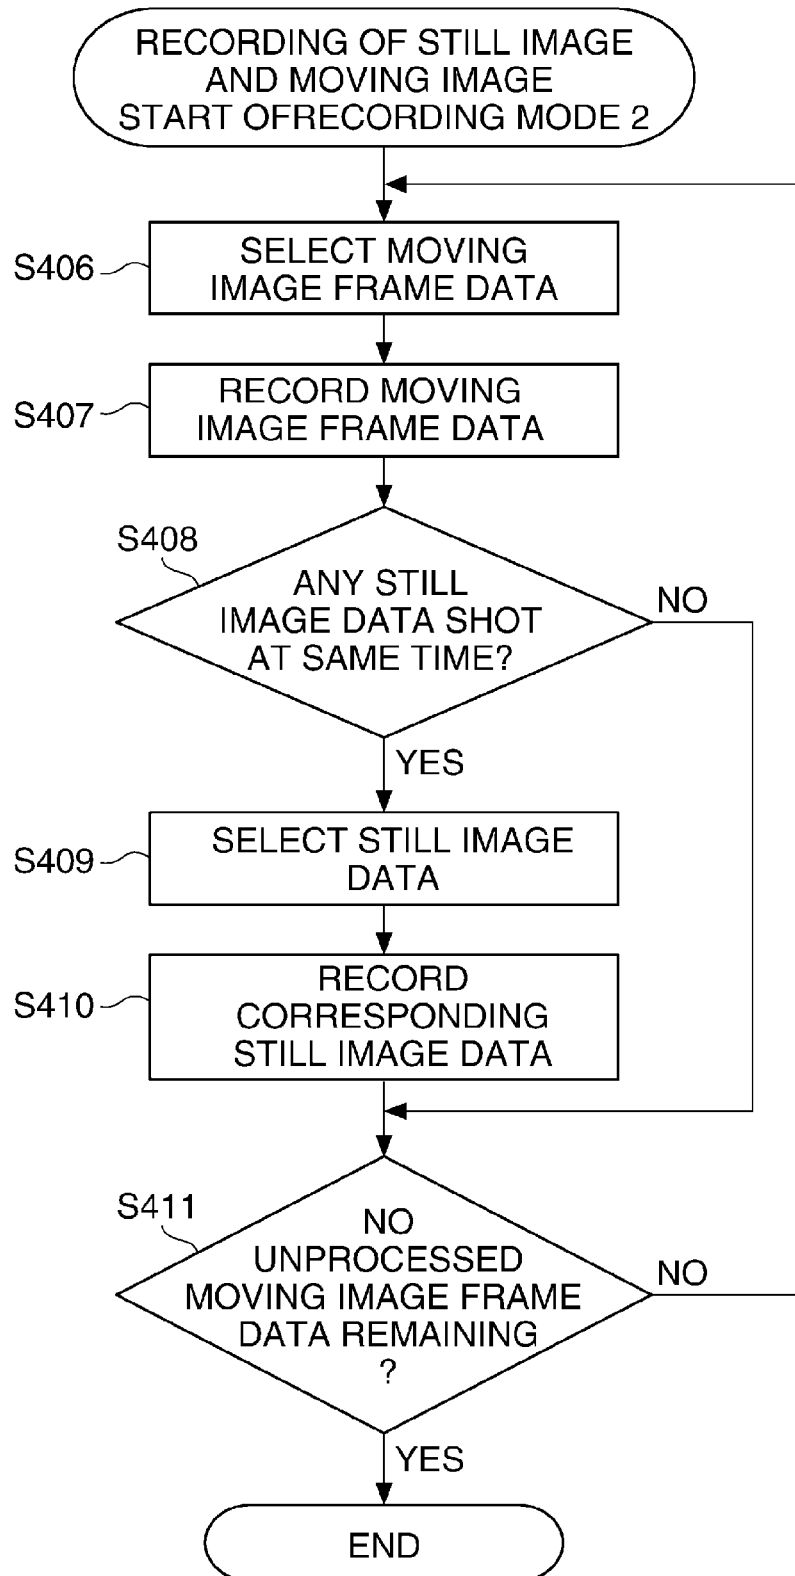 RECORDING OF STILL IMAGE
AND MOVING IMAGE
START OFRECORDING MODE 2
S406
SELECT MOVING
IMAGE FRAME DATA
S407
RECORD MOVING
IMAGE FRAME DATA
S408
ANY STILL
IMAGE DATA SHOT
AT SAME TIME?
NO
YES
S409
SELECT STILL IMAGE
DATA
S410
RECORD
CORRESPONDING
STILL IMAGE DATA
S411
NO
UNPROCESSED
MOVING IMAGE FRAME
DATA REMAINING
?
NO
YES
END